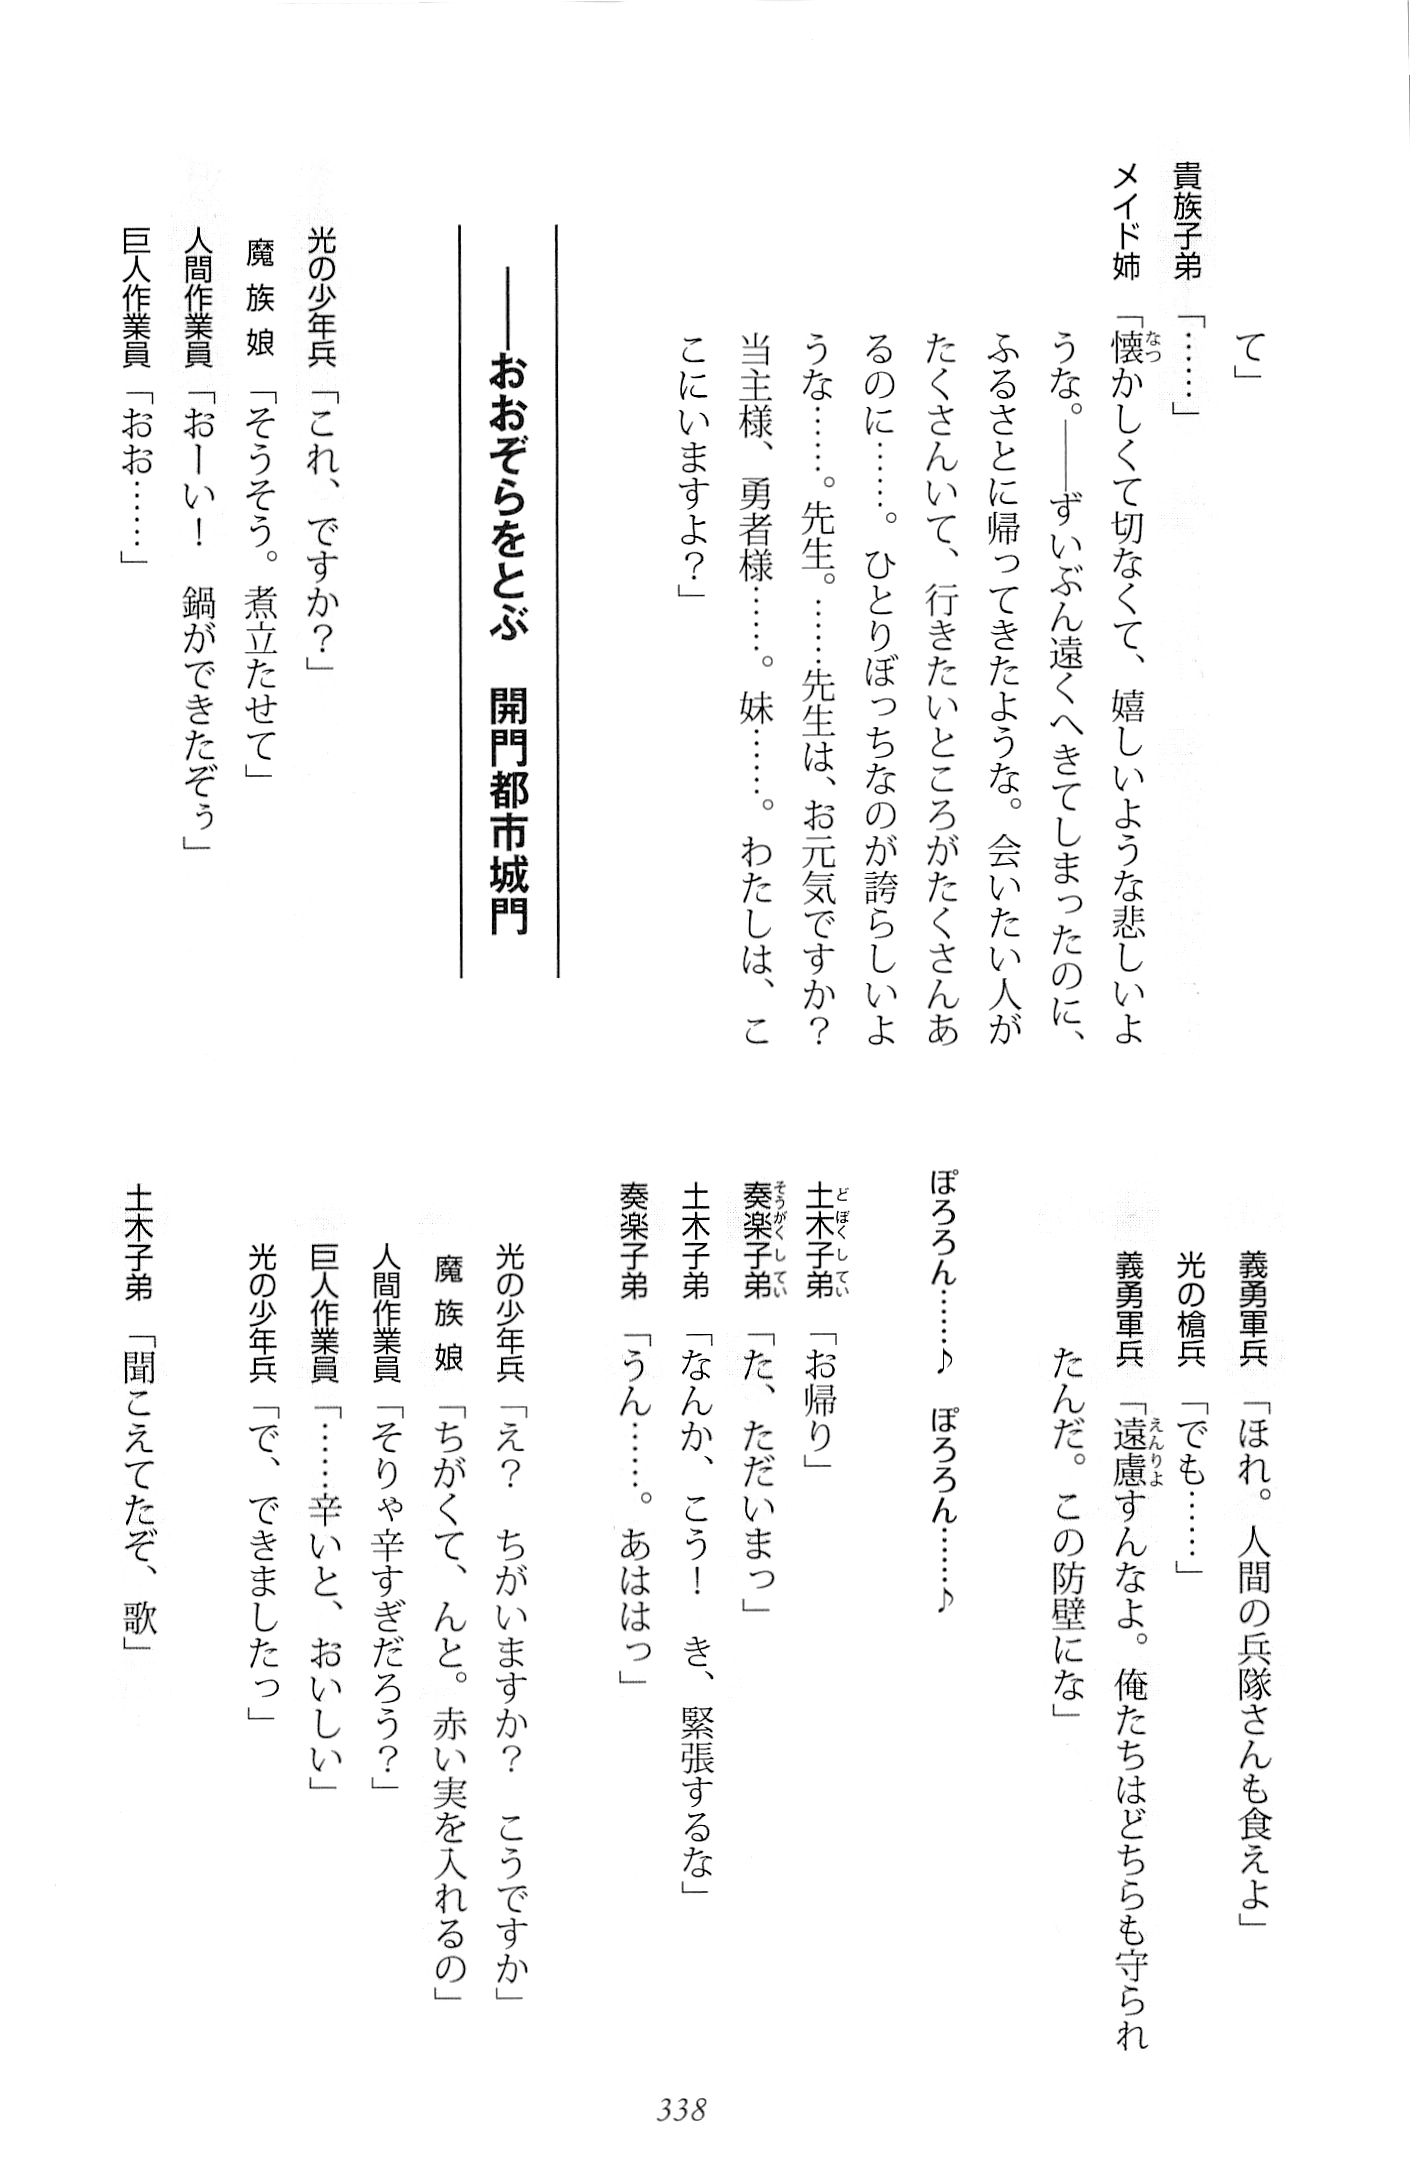 て」
貴族子弟「……」
メイド姉「懐かしくて切なくて、嬉しいような悲しいよ
うな。――ずいぶん遠くへきてしまったのに、
ふるさとに帰ってきたような。会いたい人が
たくさんいて、行きたいところがたくさんあ
るのに……。ひとりぼっちなのが誇らしいよ
うな……。先生。……先生は、お元気ですか?
当主様、勇者様……。妹……。わたしは、こ
こにいますよ?」
――おおぞらをとぶ　開門都市城門
光の少年兵「これ、ですか?」
魔族娘「そうそう。煮立たせて」
人間作業員「おーい!　鍋ができたぞぅ」
巨人作業員「おお……」
義勇軍兵「ほれ。人間の兵隊さんも食えよ」
光の槍兵「でも……」
義勇軍兵「遠慮すんなよ。俺たちはどちらも守られ
たんだ。この防壁にな」
ぽろろん……♪　ぽろろん……♪
土木子弟「お帰り」
奏楽子弟「た、ただいまっ」
土木子弟「なんか、こう!　き、緊張するな」
奏楽子弟「うん……。あははっ」
光の少年兵「え?　ちがいますか?　こうですか」
魔族娘「ちがくて、んと。赤い実を入れるの」
人間作業員「そりゃ辛すぎだろう?」
巨人作業員「……辛いと、おいしい」
光の少年兵「で、できましたっ」
土木子弟「聞こえてたぞ、歌」
338